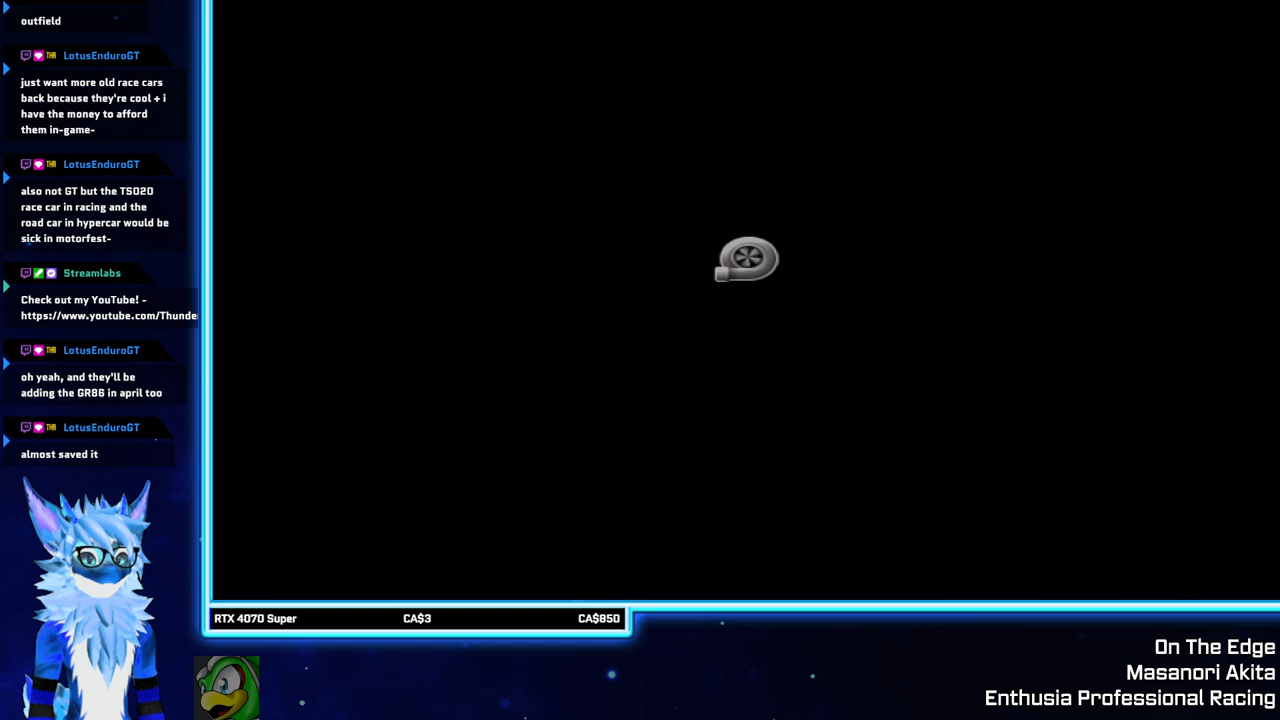 outfield
LotusEnduroGT
just want more old race cars
back because they're cool + i
have the money to afford
them in-game-
LotusEnduroGT
also not GT but the TS020
race car in racing and the
road car in hypercar would be
sick in motorfest-
Streamlabs
Check out my YouTube! -
https://www.youtube.com/Thunde
LotusEnduroGT
oh yeah, and they'll be
adding the GR86 in april too
LotusEnduroGT
almost saved it
RTX 4070 Super CA$3 CA$850
On The Edge
Masanori Akita
Enthusia Professional Racing